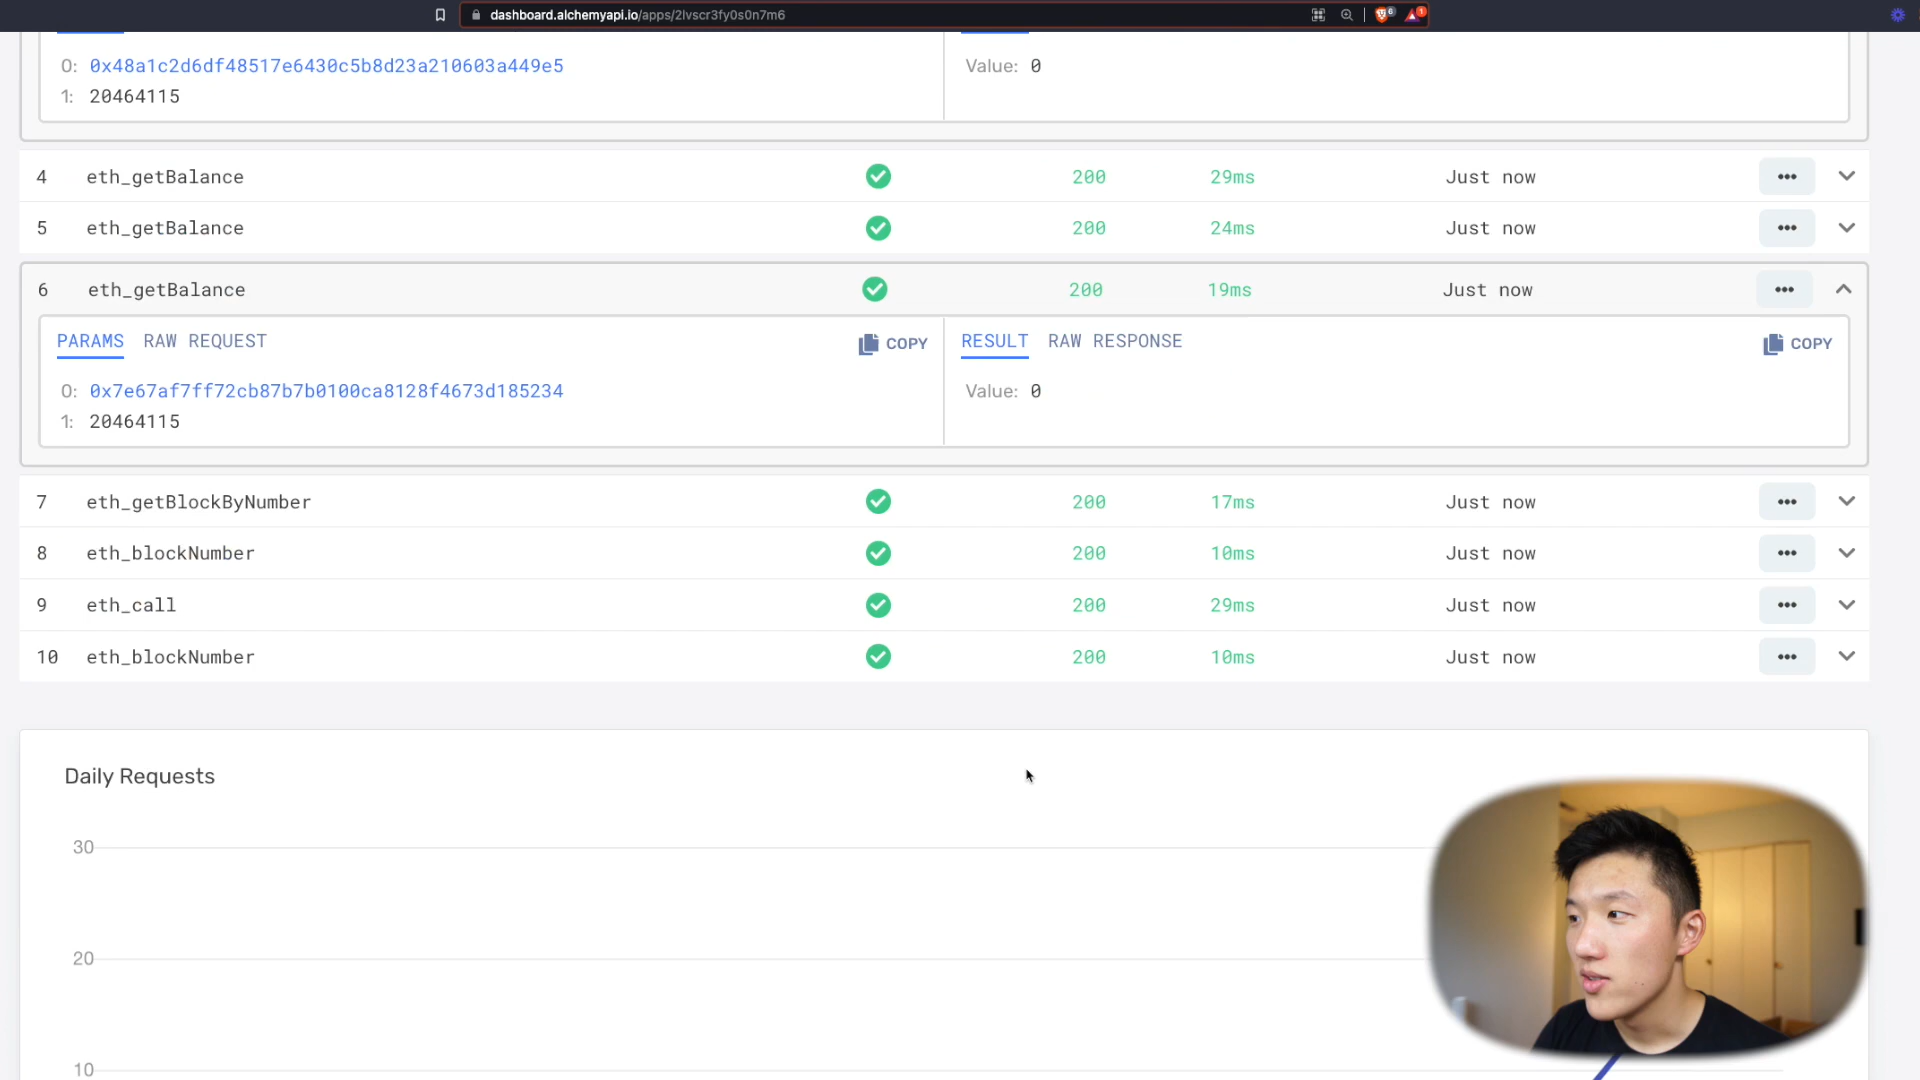 dashboard.alchemyapi.io/apps/2lvscr3fy0s0n7m6
6 1
0: 0x48a1c2d6df48517e6430c5b8d23a210603a449e5 Value: 0
1: 20464115
4 eth_getBalance 200 29ms Just now
5 eth_getBalance 200 24ms Just now
6 eth_getBalance 200 19ms Just now
PARAMS RAW REQUEST COPY RESULT RAW RESPONSE COPY
0: 0x7e67af7ff72cb87b7b0100ca8128f4673d185234 Value: 0
1: 20464115
7 eth_getBlockByNumber 200 17ms Just now
8 eth_blockNumber 200 10ms Just now
9 eth_call 200 29ms Just now
10 eth_blockNumber 200 10ms Just now
Daily Requests
30
20
10